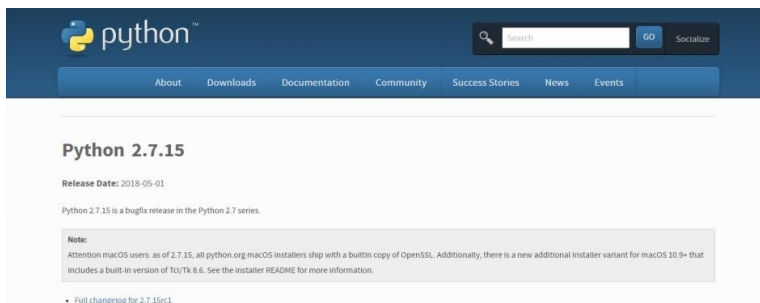 python™
Search
GO
Socialize
About Downloads Documentation Community Success Stories News Events
Python 2.7.15
Release Date: 2018-05-01
Python 2.7.15 is a bugfix release in the Python 2.7 series.
Note:
Attention macOS users: as of 2.7.15, all python.org macOS installers ship with a builtin copy of OpenSSL. Additionally, there is a new additional installer variant for macOS 10.9+ that
includes a built-in version of Tcl/Tk 8.6. See the installer README for more information.
• Full changelog for 2.7.15rc1